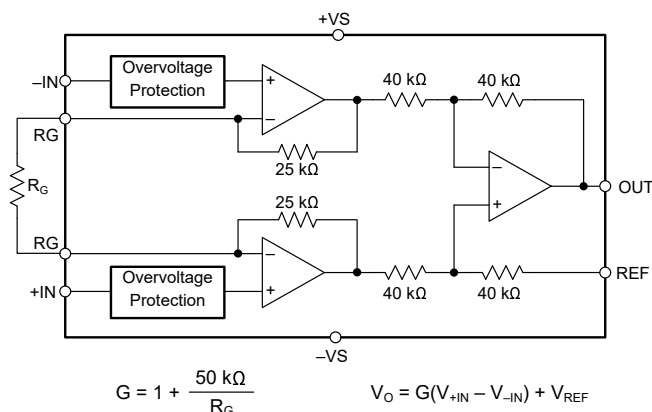 +VS
40 kΩ
40 kΩ
–IN
Overvoltage
Protection
+
–
RG
25 kΩ
RG
–
+
OUT
25 kΩ
RG
–
+
+IN
Overvoltage
Protection
40 kΩ
40 kΩ
REF
–VS
G = 1 + 50 kΩ / RG
VO = G(V+IN – V–IN) + VREF